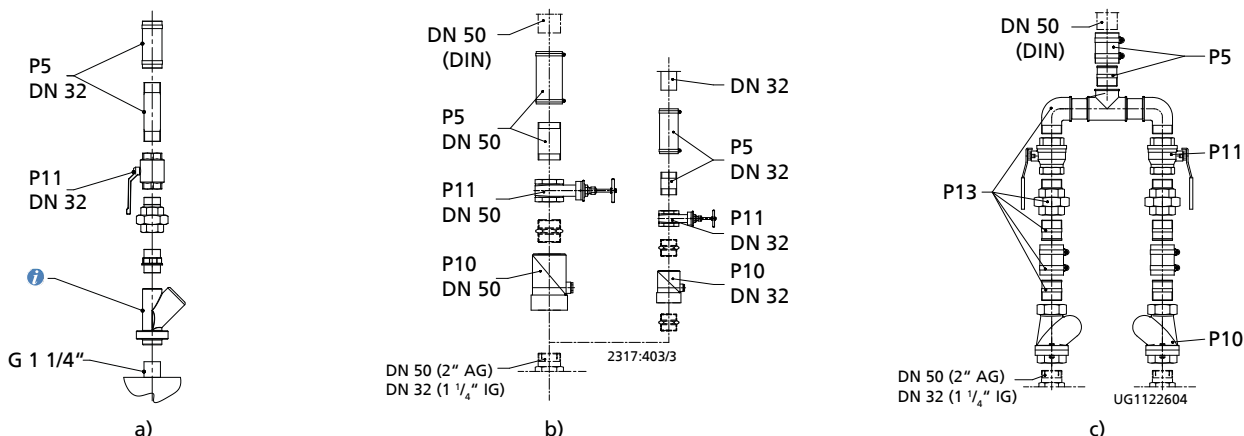 P5
DN 32
P11
DN 32
i
G 1 1/4“
a)
DN 50
(DIN)
P5
DN 50
P11
DN 50
P10
DN 50
DN 32
P5
DN 32
P11
DN 32
P10
DN 32
2317:403/3
DN 50 (2“ AG)
DN 32 (1 1/4“ IG)
b)
DN 50
(DIN)
P5
P11
P13
P10
DN 50 (2“ AG)
DN 32 (1 1/4“ IG)
UG1122604
c)